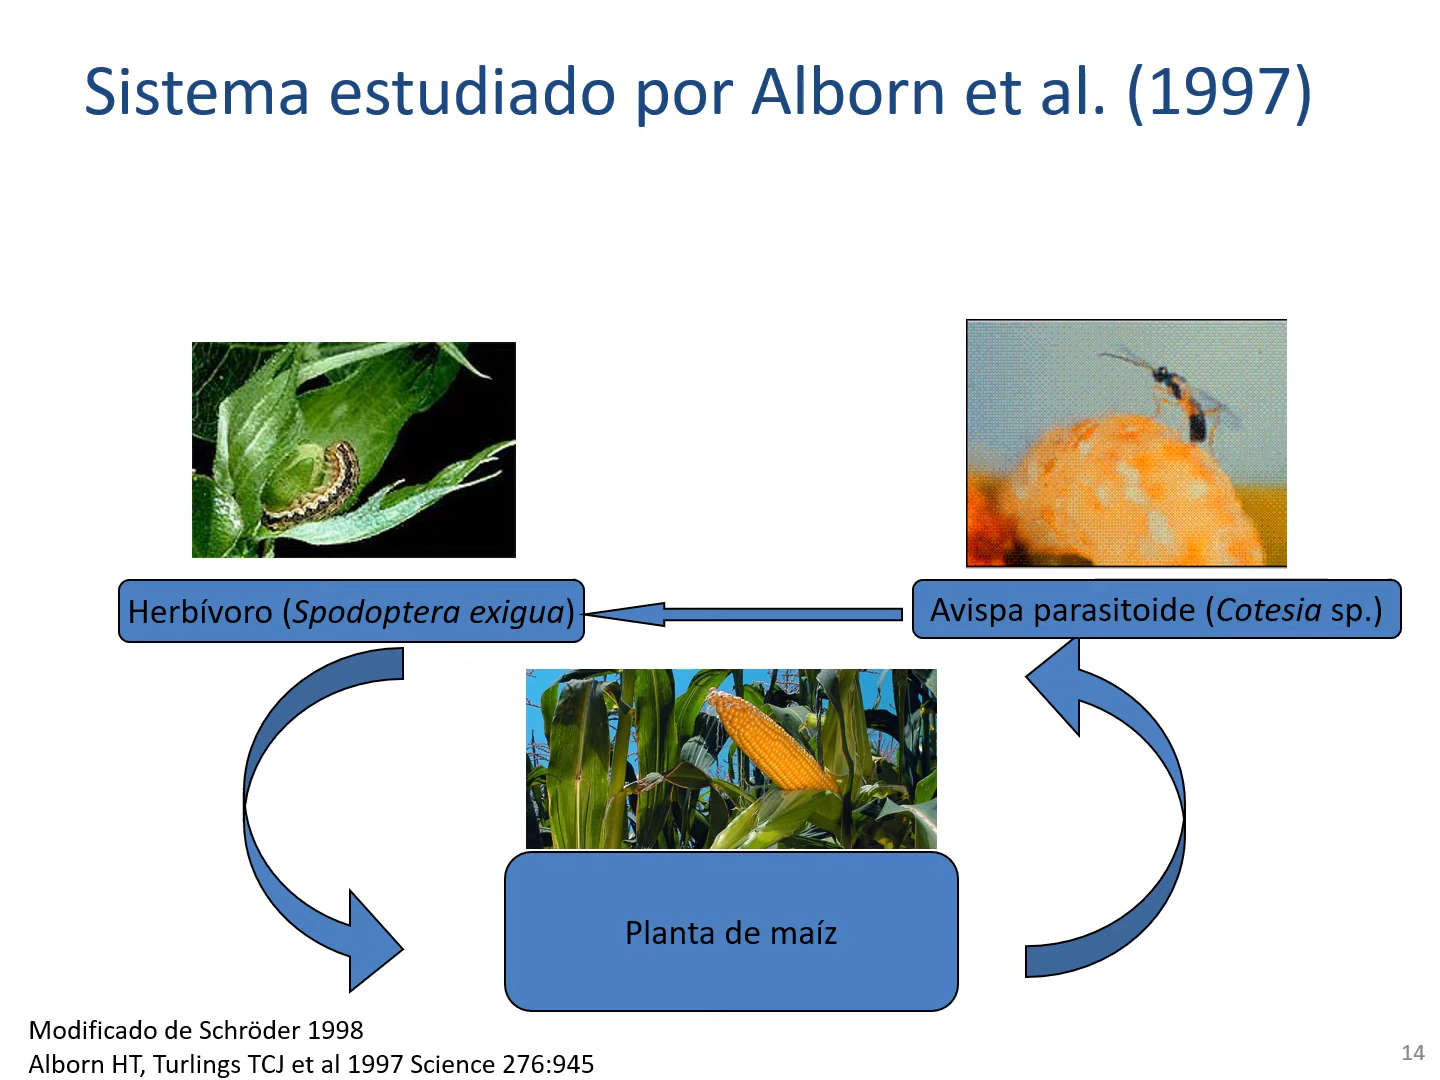 Sistema estudiado por Alborn et al. (1997)
Herbívoro (Spodoptera exigua)
Avispa parasitoide (Cotesia sp.)
Planta de maíz
Modificado de Schröder 1998
Alborn HT, Turlings TCJ et al 1997 Science 276:945
14